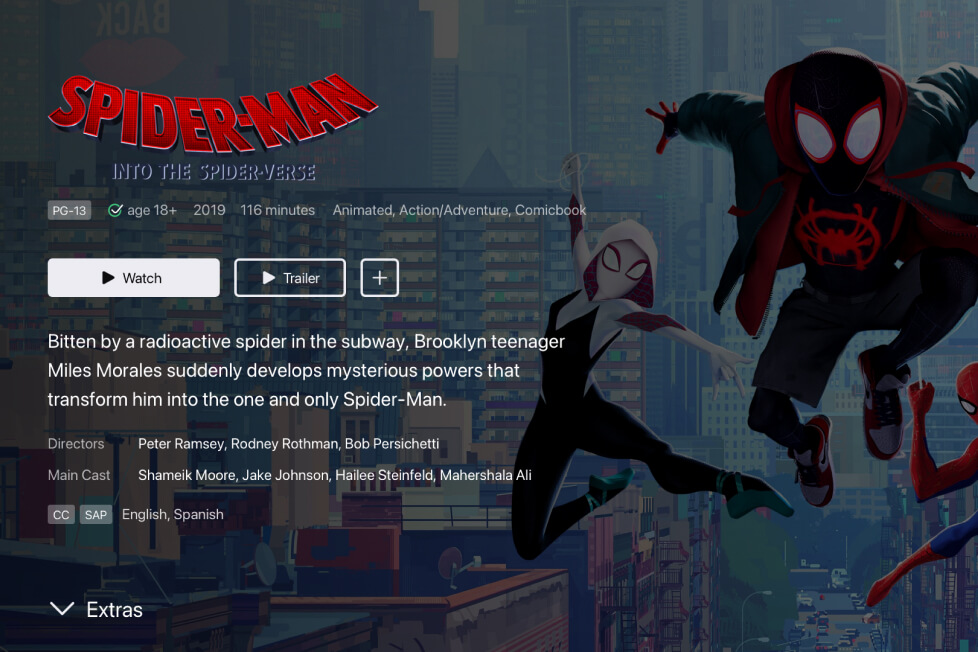 BACK
SPIDER-MAN
INTO THE SPIDER-VERSE
PG-13 age 18+ 2019 116 minutes Animated, Action/Adventure, Comicbook
Watch Trailer
Bitten by a radioactive spider in the subway, Brooklyn teenager
Miles Morales suddenly develops mysterious powers that
transform him into the one and only Spider-Man.
Directors Peter Ramsey, Rodney Rothman, Bob Persichetti
Main Cast Shameik Moore, Jake Johnson, Hailee Steinfeld, Mahershala Ali
CC SAP English, Spanish
Extras